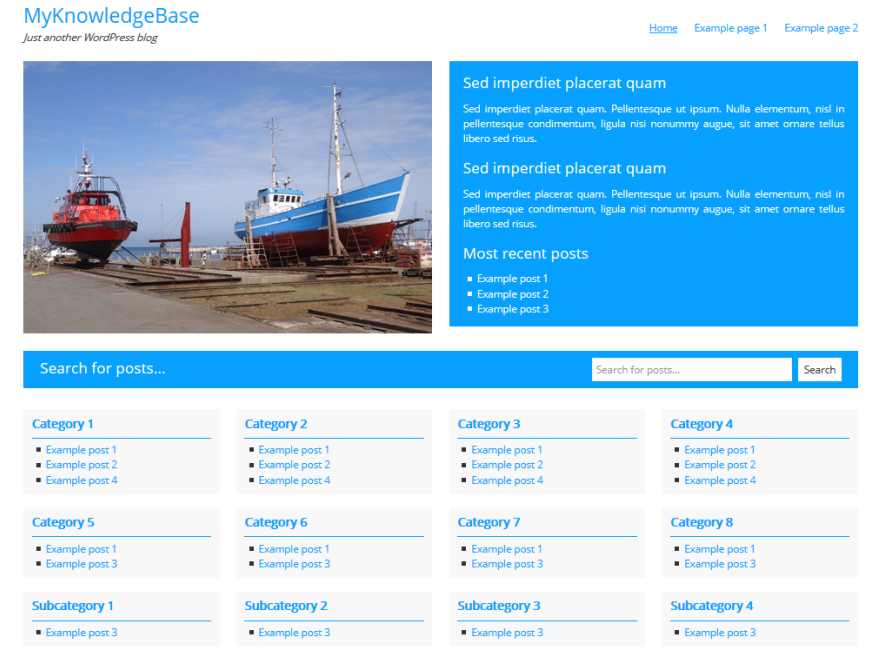 MyKnowledgeBase
Just another WordPress blog
Home Example page 1 Example page 2
Sed imperdiet placerat quam
Sed imperdiet placerat quam. Pellentesque ut ipsum. Nulla elementum, nisl in
pellentesque condimentum, ligula nisi nonummy augue, sit amet ornare tellus
libero sed risus.
Sed imperdiet placerat quam
Sed imperdiet placerat quam. Pellentesque ut ipsum. Nulla elementum, nisl in
pellentesque condimentum, ligula nisi nonummy augue, sit amet ornare tellus
libero sed risus.
Most recent posts
Example post 1
Example post 2
Example post 3
Search for posts...
Search for posts...
Search
Category 1
Example post 1
Example post 2
Example post 4
Category 2
Example post 1
Example post 2
Example post 4
Category 3
Example post 1
Example post 2
Example post 4
Category 4
Example post 1
Example post 2
Example post 4
Category 5
Example post 1
Example post 3
Category 6
Example post 1
Example post 3
Category 7
Example post 1
Example post 3
Category 8
Example post 1
Example post 3
Subcategory 1
Example post 3
Subcategory 2
Example post 3
Subcategory 3
Example post 3
Subcategory 4
Example post 3